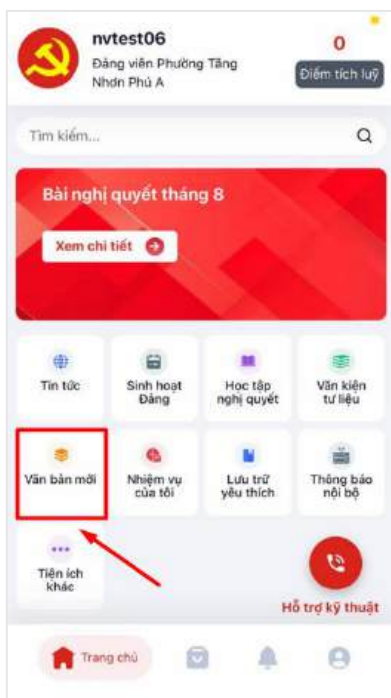 nvtest06
Đảng viên Phường Tăng
Nhơn Phú A
0
Điểm tích luỹ
Tìm kiếm...
Bài nghị quyết tháng 8
Xem chi tiết
Tin tức
Sinh hoạt
Đảng
Học tập
nghị quyết
Văn kiện
tư liệu
Văn bản mới
Nhiệm vụ
của tôi
Lưu trữ
yêu thích
Thông báo
nội bộ
Tiện ích
khác
Hỗ trợ kỹ thuật
Trang chủ